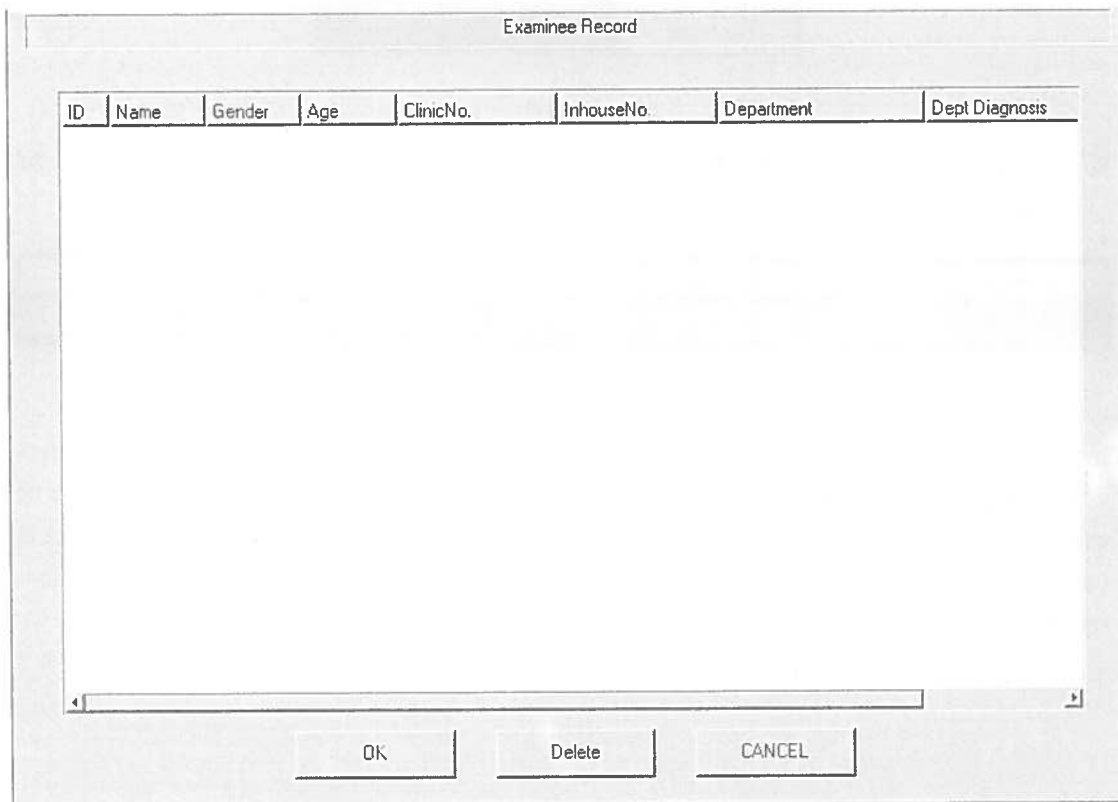 Examinee Record
ID Name Gender Age ClinicNo. InhouseNo. Department Dept Diagnosis
OK Delete CANCEL